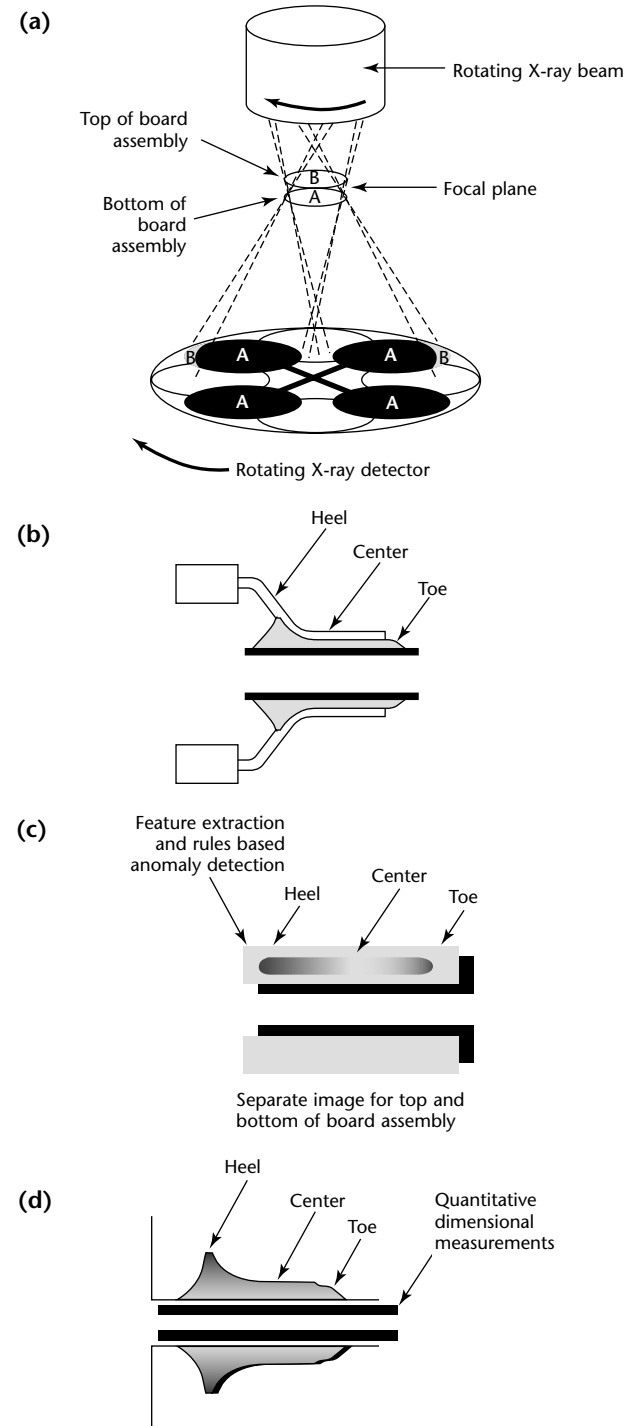 (a)
Rotating X-ray beam
Top of board
assembly
B
Focal plane
A
Bottom of
board
assembly
B
A
A
B
A
A
Rotating X-ray detector
(b)
Heel
Center
Toe
(c)
Feature extraction
and rules based
anomaly detection
Heel
Center
Toe
Separate image for top and
bottom of board assembly
(d)
Heel
Center
Toe
Quantitative
dimensional
measurements